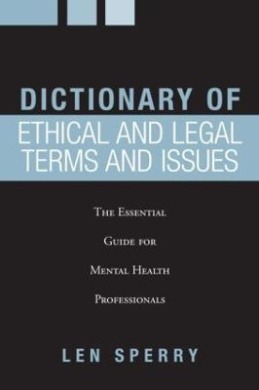 DICTIONARY OF
ETHICAL AND LEGAL
TERMS AND ISSUES
The Essential
Guide for
Mental Health
Professionals
LEN SPERRY